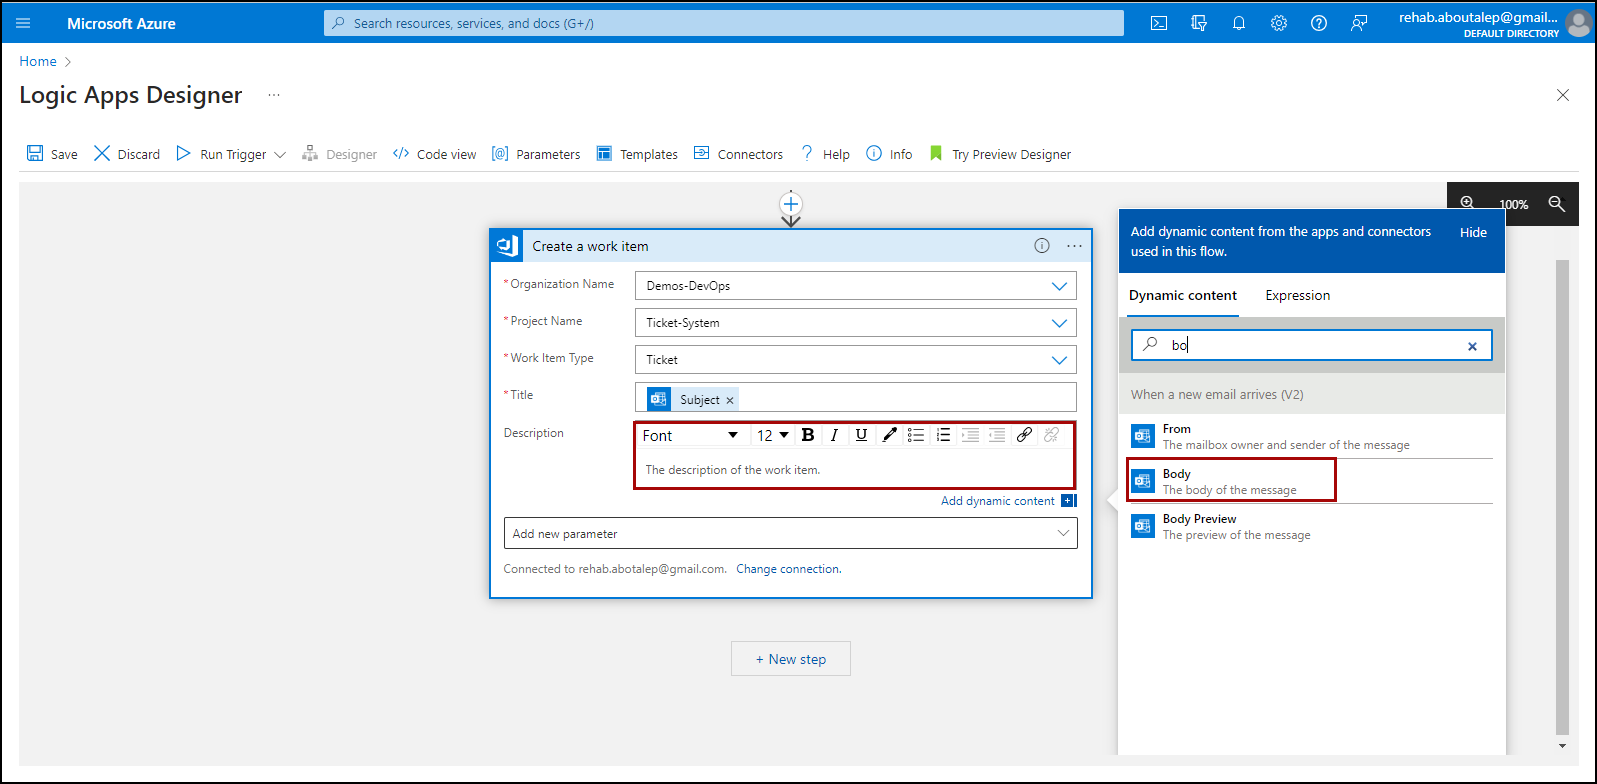 Microsoft Azure
Search resources, services, and docs (G+/)
rehab.aboutalep@gmail...
DEFAULT DIRECTORY
Home >
Logic Apps Designer ...
Save Discard Run Trigger Designer Code view Parameters Templates Connectors Help Info Try Preview Designer
100%
Create a work item ...
*Organization Name Demos-DevOps
*Project Name Ticket-System
*Work Item Type Ticket
*Title Subject ×
Description
Font 12 B I U
The description of the work item.
Add dynamic content
Add new parameter
Connected to rehab.abotalep@gmail.com. Change connection.
+ New step
Add dynamic content from the apps and connectors
used in this flow.
Hide
Dynamic content Expression
bo
When a new email arrives (V2)
From
The mailbox owner and sender of the message
Body
The body of the message
Body Preview
The preview of the message